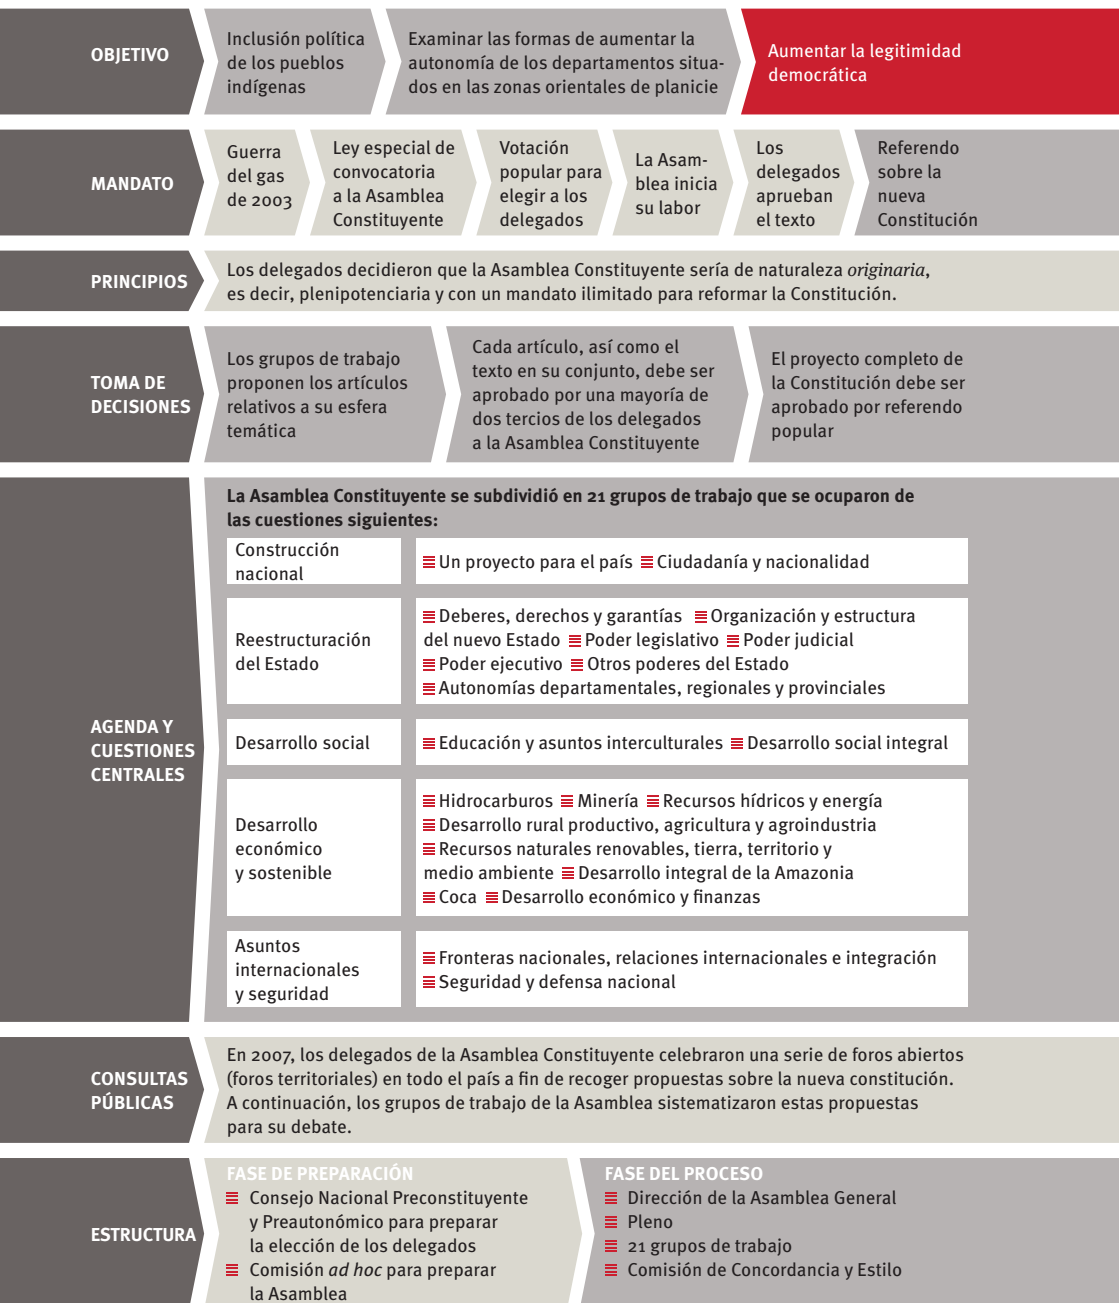 OBJETIVO
Inclusión política
de los pueblos
indígenas
Examinar las formas de aumentar la
autonomía de los departamentos situa-
dos en las zonas orientales de planicie
Aumentar la legitimidad
democrática
MANDATO
Guerra
del gas
de 2003
Ley especial de
convocatoria
a la Asamblea
Constituyente
Votación
popular para
elegir a los
delegados
La Asam-
blea inicia
su labor
Los
delegados
aprueban
el texto
Referendo
sobre la
nueva
Constitución
PRINCIPIOS
Los delegados decidieron que la Asamblea Constituyente sería de naturaleza originaria,
es decir, plenipotenciaria y con un mandato ilimitado para reformar la Constitución.
TOMA DE
DECISIONES
Los grupos de trabajo
proponen los artículos
relativos a su esfera
temática
Cada artículo, así como el
texto en su conjunto, debe ser
aprobado por una mayoría de
dos tercios de los delegados
a la Asamblea Constituyente
El proyecto completo de
la Constitución debe ser
aprobado por referendo
popular
AGENDA Y
CUESTIONES
CENTRALES
La Asamblea Constituyente se subdividió en 21 grupos de trabajo que se ocuparon de
las cuestiones siguientes:
Construcción
nacional
Un proyecto para el país Ciudadanía y nacionalidad
Reestructuración
del Estado
Deberes, derechos y garantías Organización y estructura
del nuevo Estado Poder legislativo Poder judicial
Poder ejecutivo Otros poderes del Estado
Autonomías departamentales, regionales y provinciales
Desarrollo social
Educación y asuntos interculturales Desarrollo social integral
Desarrollo
económico
y sostenible
Hidrocarburos Minería Recursos hídricos y energía
Desarrollo rural productivo, agricultura y agroindustria
Recursos naturales renovables, tierra, territorio y
medio ambiente Desarrollo integral de la Amazonia
Coca Desarrollo económico y finanzas
Asuntos
internacionales
y seguridad
Fronteras nacionales, relaciones internacionales e integración
Seguridad y defensa nacional
CONSULTAS
PÚBLICAS
En 2007, los delegados de la Asamblea Constituyente celebraron una serie de foros abiertos
(foros territoriales) en todo el país a fin de recoger propuestas sobre la nueva constitución.
A continuación, los grupos de trabajo de la Asamblea sistematizaron estas propuestas
para su debate.
ESTRUCTURA
FASE DE PREPARACIÓN
Consejo Nacional Preconstituyente
y Preautonómico para preparar
la elección de los delegados
Comisión ad hoc para preparar
la Asamblea
FASE DEL PROCESO
Dirección de la Asamblea General
Pleno
21 grupos de trabajo
Comisión de Concordancia y Estilo